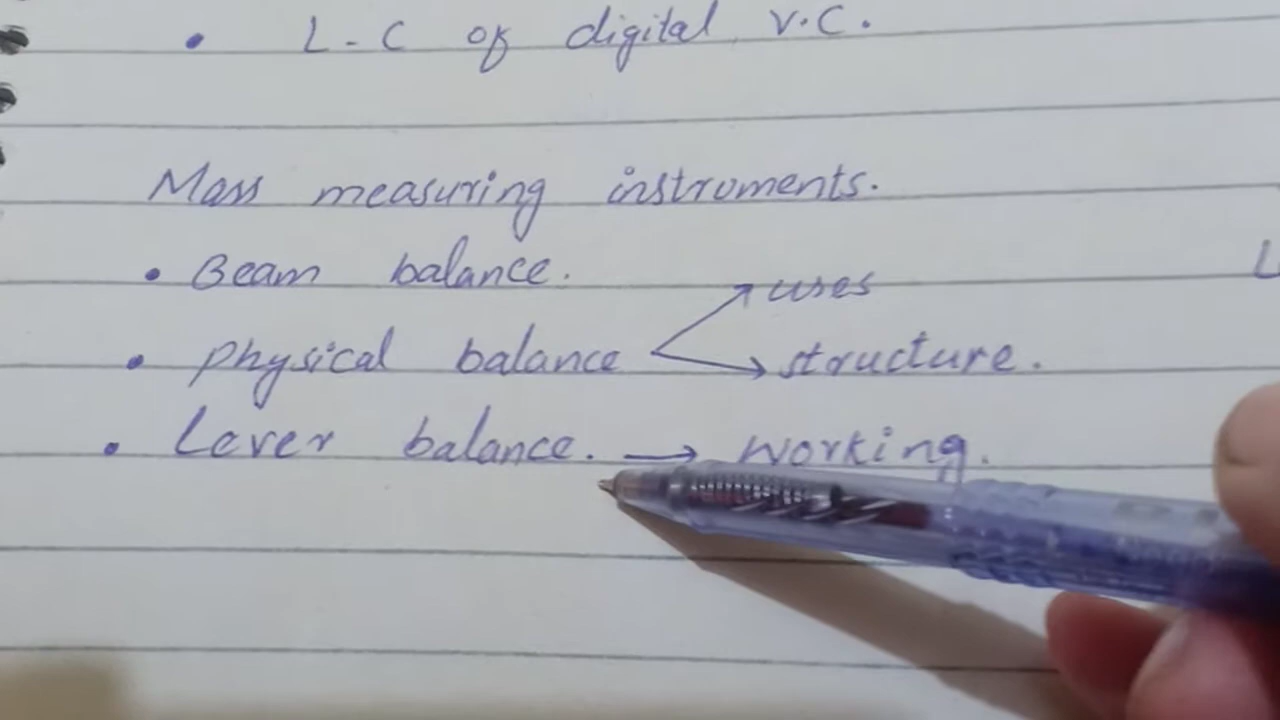 • L-C of digital V.C.
Mass measuring instruments.
• Beam balance.
uses
• Physical balance
structure.
• Lever balance. → working.